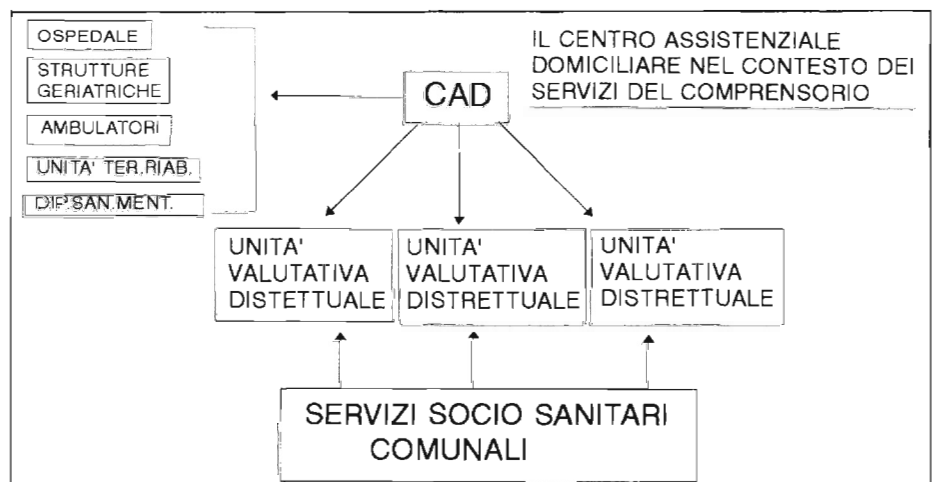 OSPEDALE
STRUTTURE
GERIATRICHE
AMBULATORI
UNITA' TER.RIAB.
DIP.SAN.MENT.
CAD
IL CENTRO ASSISTENZIALE
DOMICILIARE NEL CONTESTO DEI
SERVIZI DEL COMPRENSORIO
UNITA'
VALUTATIVA
DISTETTUALE
UNITA'
VALUTATIVA
DISTRETTUALE
UNITA'
VALUTATIVA
DISTRETTUALE
SERVIZI SOCIO SANITARI
COMUNALI